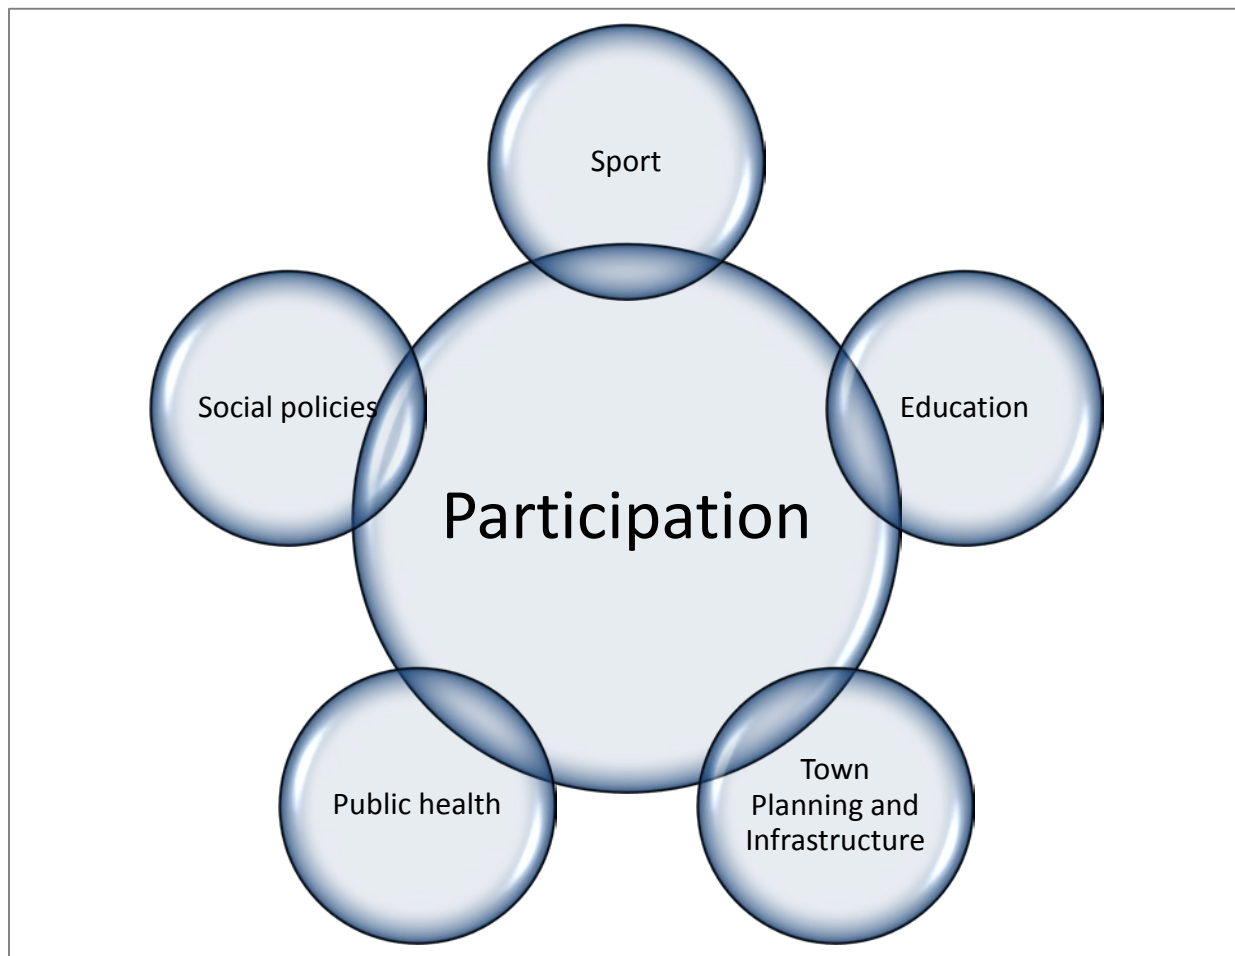 Sport
Social policies
Education
Participation
Public health
Town
Planning and
Infrastructure